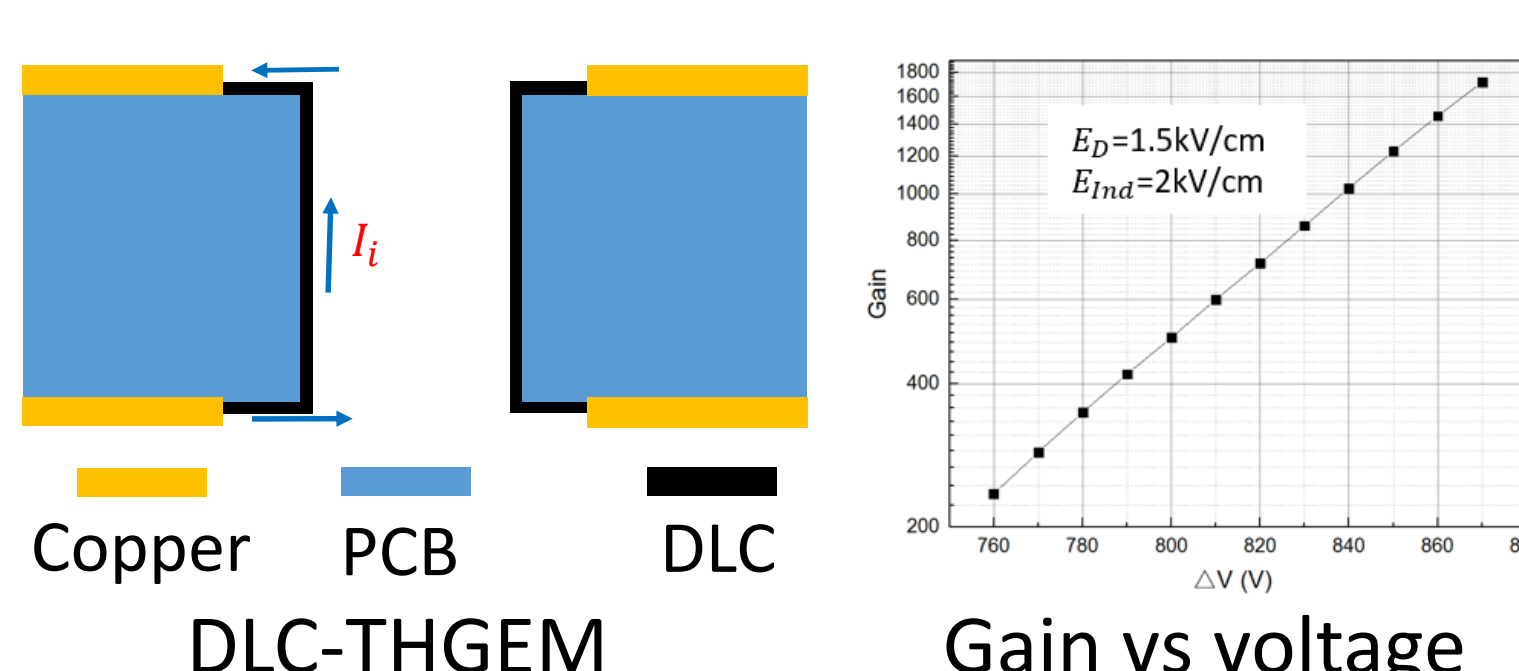 I_i
Copper
PCB
DLC
DLC-THGEM
1800
1600
1400
1200
1000
800
600
400
200
Gain
E_D=1.5kV/cm
E_Ind=2kV/cm
760 780 800 820 840 860 8
△V (V)
Gain vs voltage